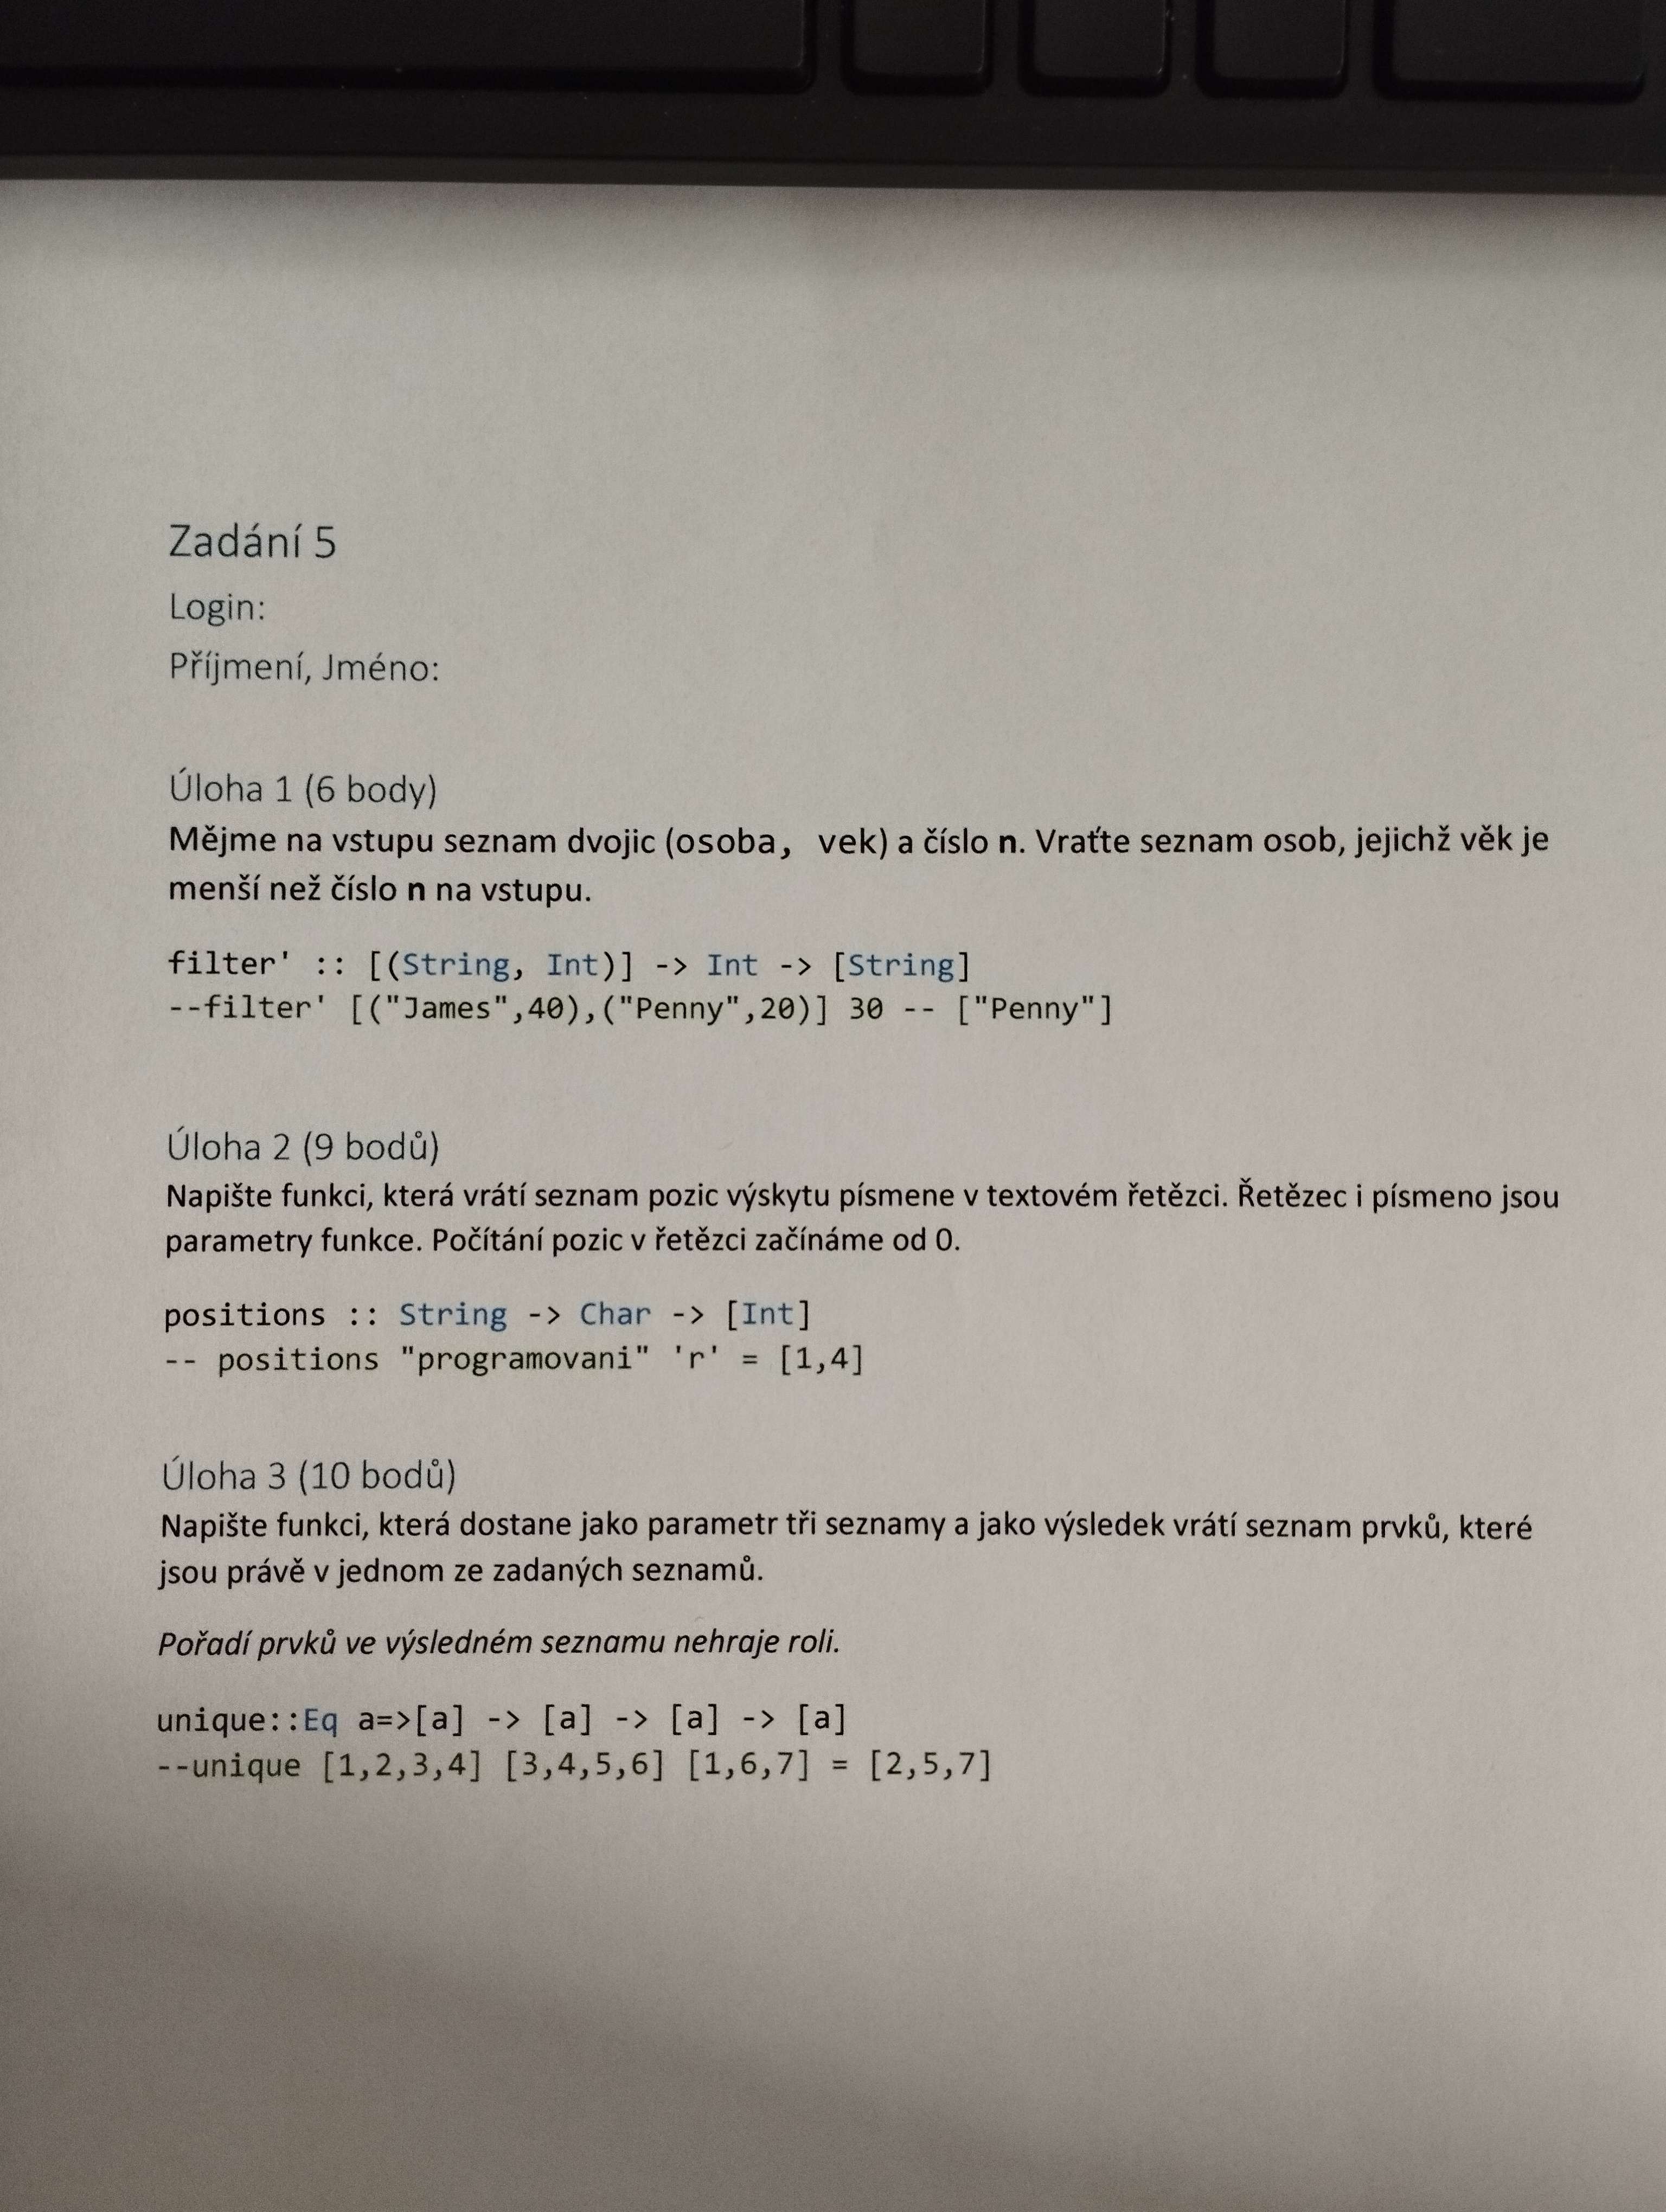 Zadání 5
Login:
Příjmení, Jméno:
Úloha 1 (6 body)
Mějme na vstupu seznam dvojic (osoba, vek) a číslo n. Vraťte seznam osob, jejichž věk je
menší než číslo n na vstupu.
filter' :: [(String, Int)] -> Int -> [String]
--filter' [("James",40),("Penny",20)] 30 -- ["Penny"]
Úloha 2 (9 bodů)
Napište funkci, která vrátí seznam pozic výskytu písmene v textovém řetězci. Řetězec i písmeno jsou
parametry funkce. Počítání pozic v řetězci začínáme od 0.
positions :: String -> Char -> [Int]
-- positions "programovani" 'r' = [1,4]
Úloha 3 (10 bodů)
Napište funkci, která dostane jako parametr tři seznamy a jako výsledek vrátí seznam prvků, které
jsou právě v jednom ze zadaných seznamů.
Pořadí prvků ve výsledném seznamu nehraje roli.
unique::Eq a=>[a] -> [a] -> [a] -> [a]
--unique [1,2,3,4] [3,4,5,6] [1,6,7] = [2,5,7]